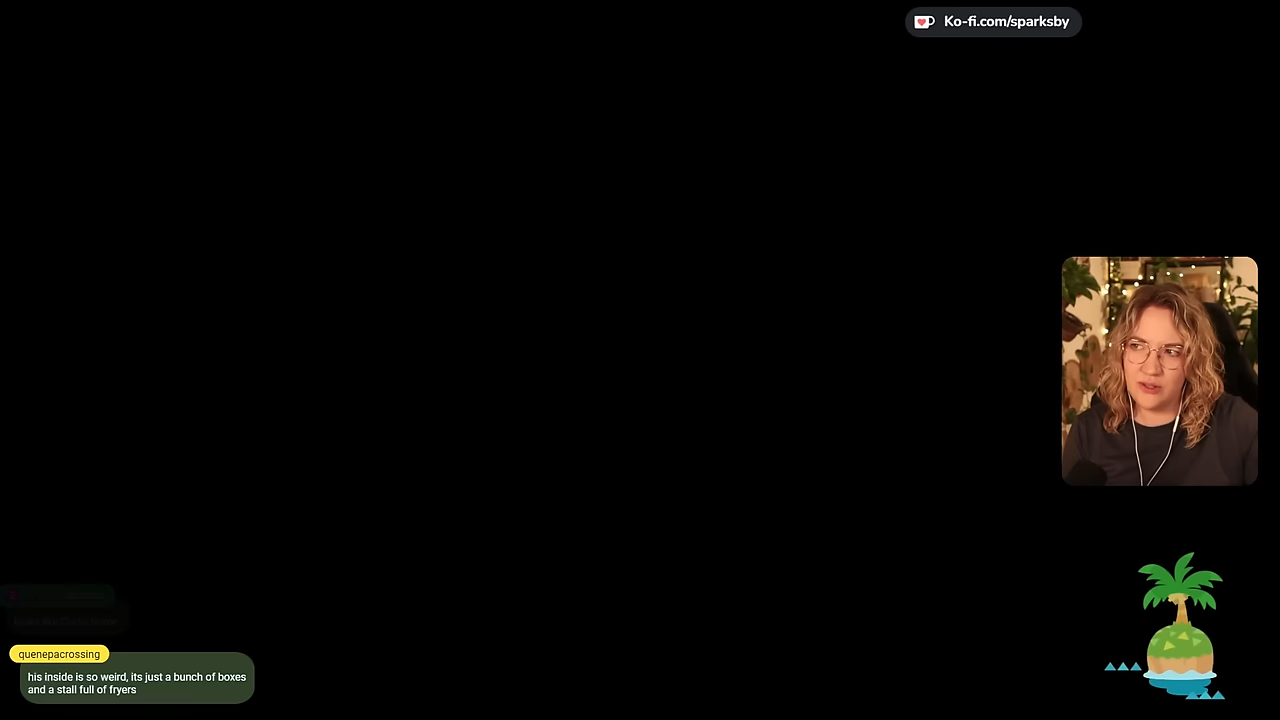 Ko-fi.com/sparksby
quenepacrossing
his inside is so weird, its just a bunch of boxes
and a stall full of fryers